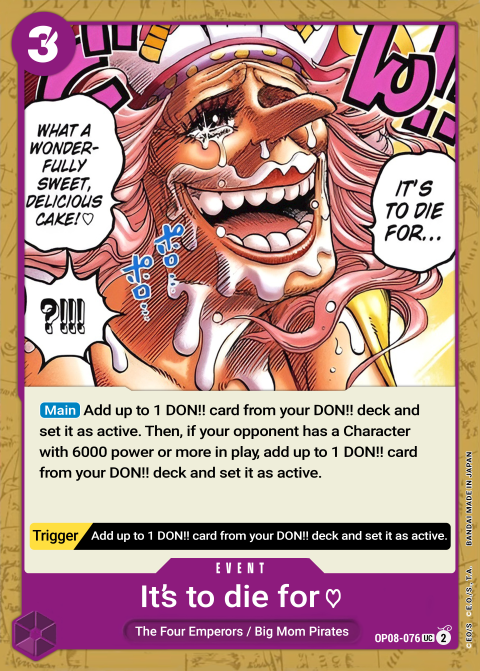 3
WHAT A
WONDER-
FULLY
SWEET,
DELICIOUS
CAKE!♡
IT'S
TO DIE
FOR...
?!!!
ボロ...
ボロ...
Main Add up to 1 DON!! card from your DON!! deck and
set it as active. Then, if your opponent has a Character
with 6000 power or more in play, add up to 1 DON!! card
from your DON!! deck and set it as active.
Trigger Add up to 1 DON!! card from your DON!! deck and set it as active.
EVENT
It's to die for♡
The Four Emperors / Big Mom Pirates
OP08-076 UC 2
©E.O/S. ©E.O./S.,T.A. BANDAI MADE IN JAPAN